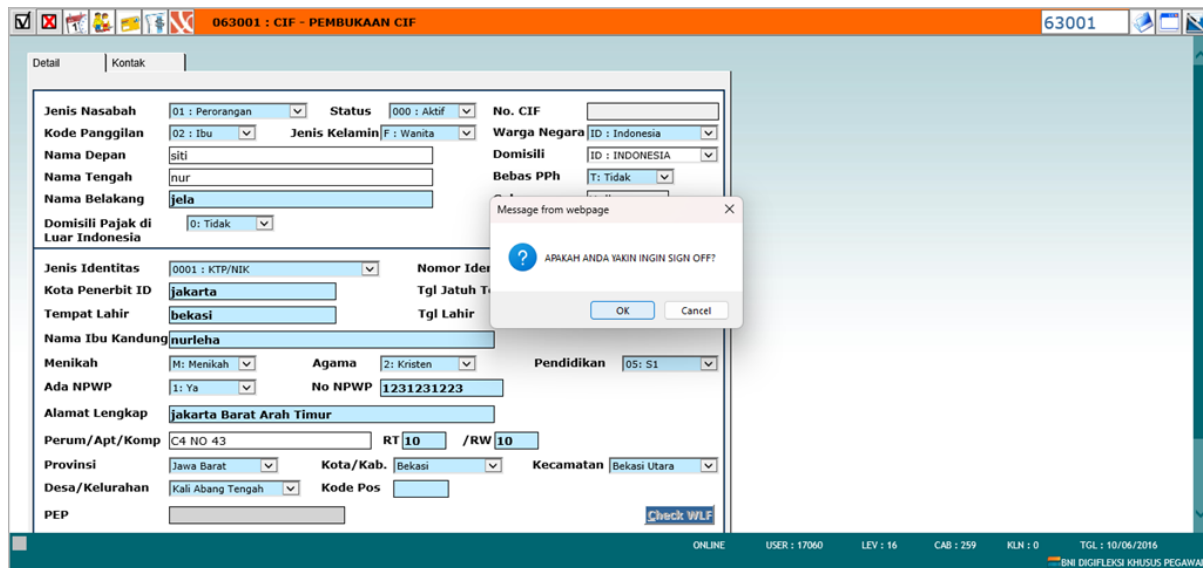 063001 : CIF - PEMBUKAAN CIF 63001
Detail Kontak
Jenis Nasabah 01 : Perorangan Status 000 : Aktif No. CIF
Kode Panggilan 02 : Ibu Jenis Kelamin F : Wanita Warga Negara ID : Indonesia
Nama Depan siti Domisili ID : INDONESIA
Nama Tengah nur Bebas PPh T: Tidak
Nama Belakang jela
Message from webpage
Domisili Pajak di Luar Indonesia 0: Tidak
APAKAH ANDA YAKIN INGIN SIGN OFF?
OK Cancel
Jenis Identitas 0001 : KTP/NIK Nomor Iden
Kota Penerbit ID jakarta Tgl Jatuh T
Tempat Lahir bekasi Tgl Lahir
Nama Ibu Kandung nurleha
Menikah M: Menikah Agama 2: Kristen Pendidikan 05: S1
Ada NPWP 1: Ya No NPWP 1231231223
Alamat Lengkap jakarta Barat Arah Timur
Perum/Apt/Komp C4 NO 43 RT 10 /RW 10
Provinsi Jawa Barat Kota/Kab. Bekasi Kecamatan Bekasi Utara
Desa/Kelurahan Kali Abang Tengah Kode Pos
PEP Check WLF
ONLINE USER : 17060 LEV : 16 CAB : 259 KLN : 0 TGL : 10/06/2016
BNI DIGIFLEKSI KHUSUS PEGAWAI